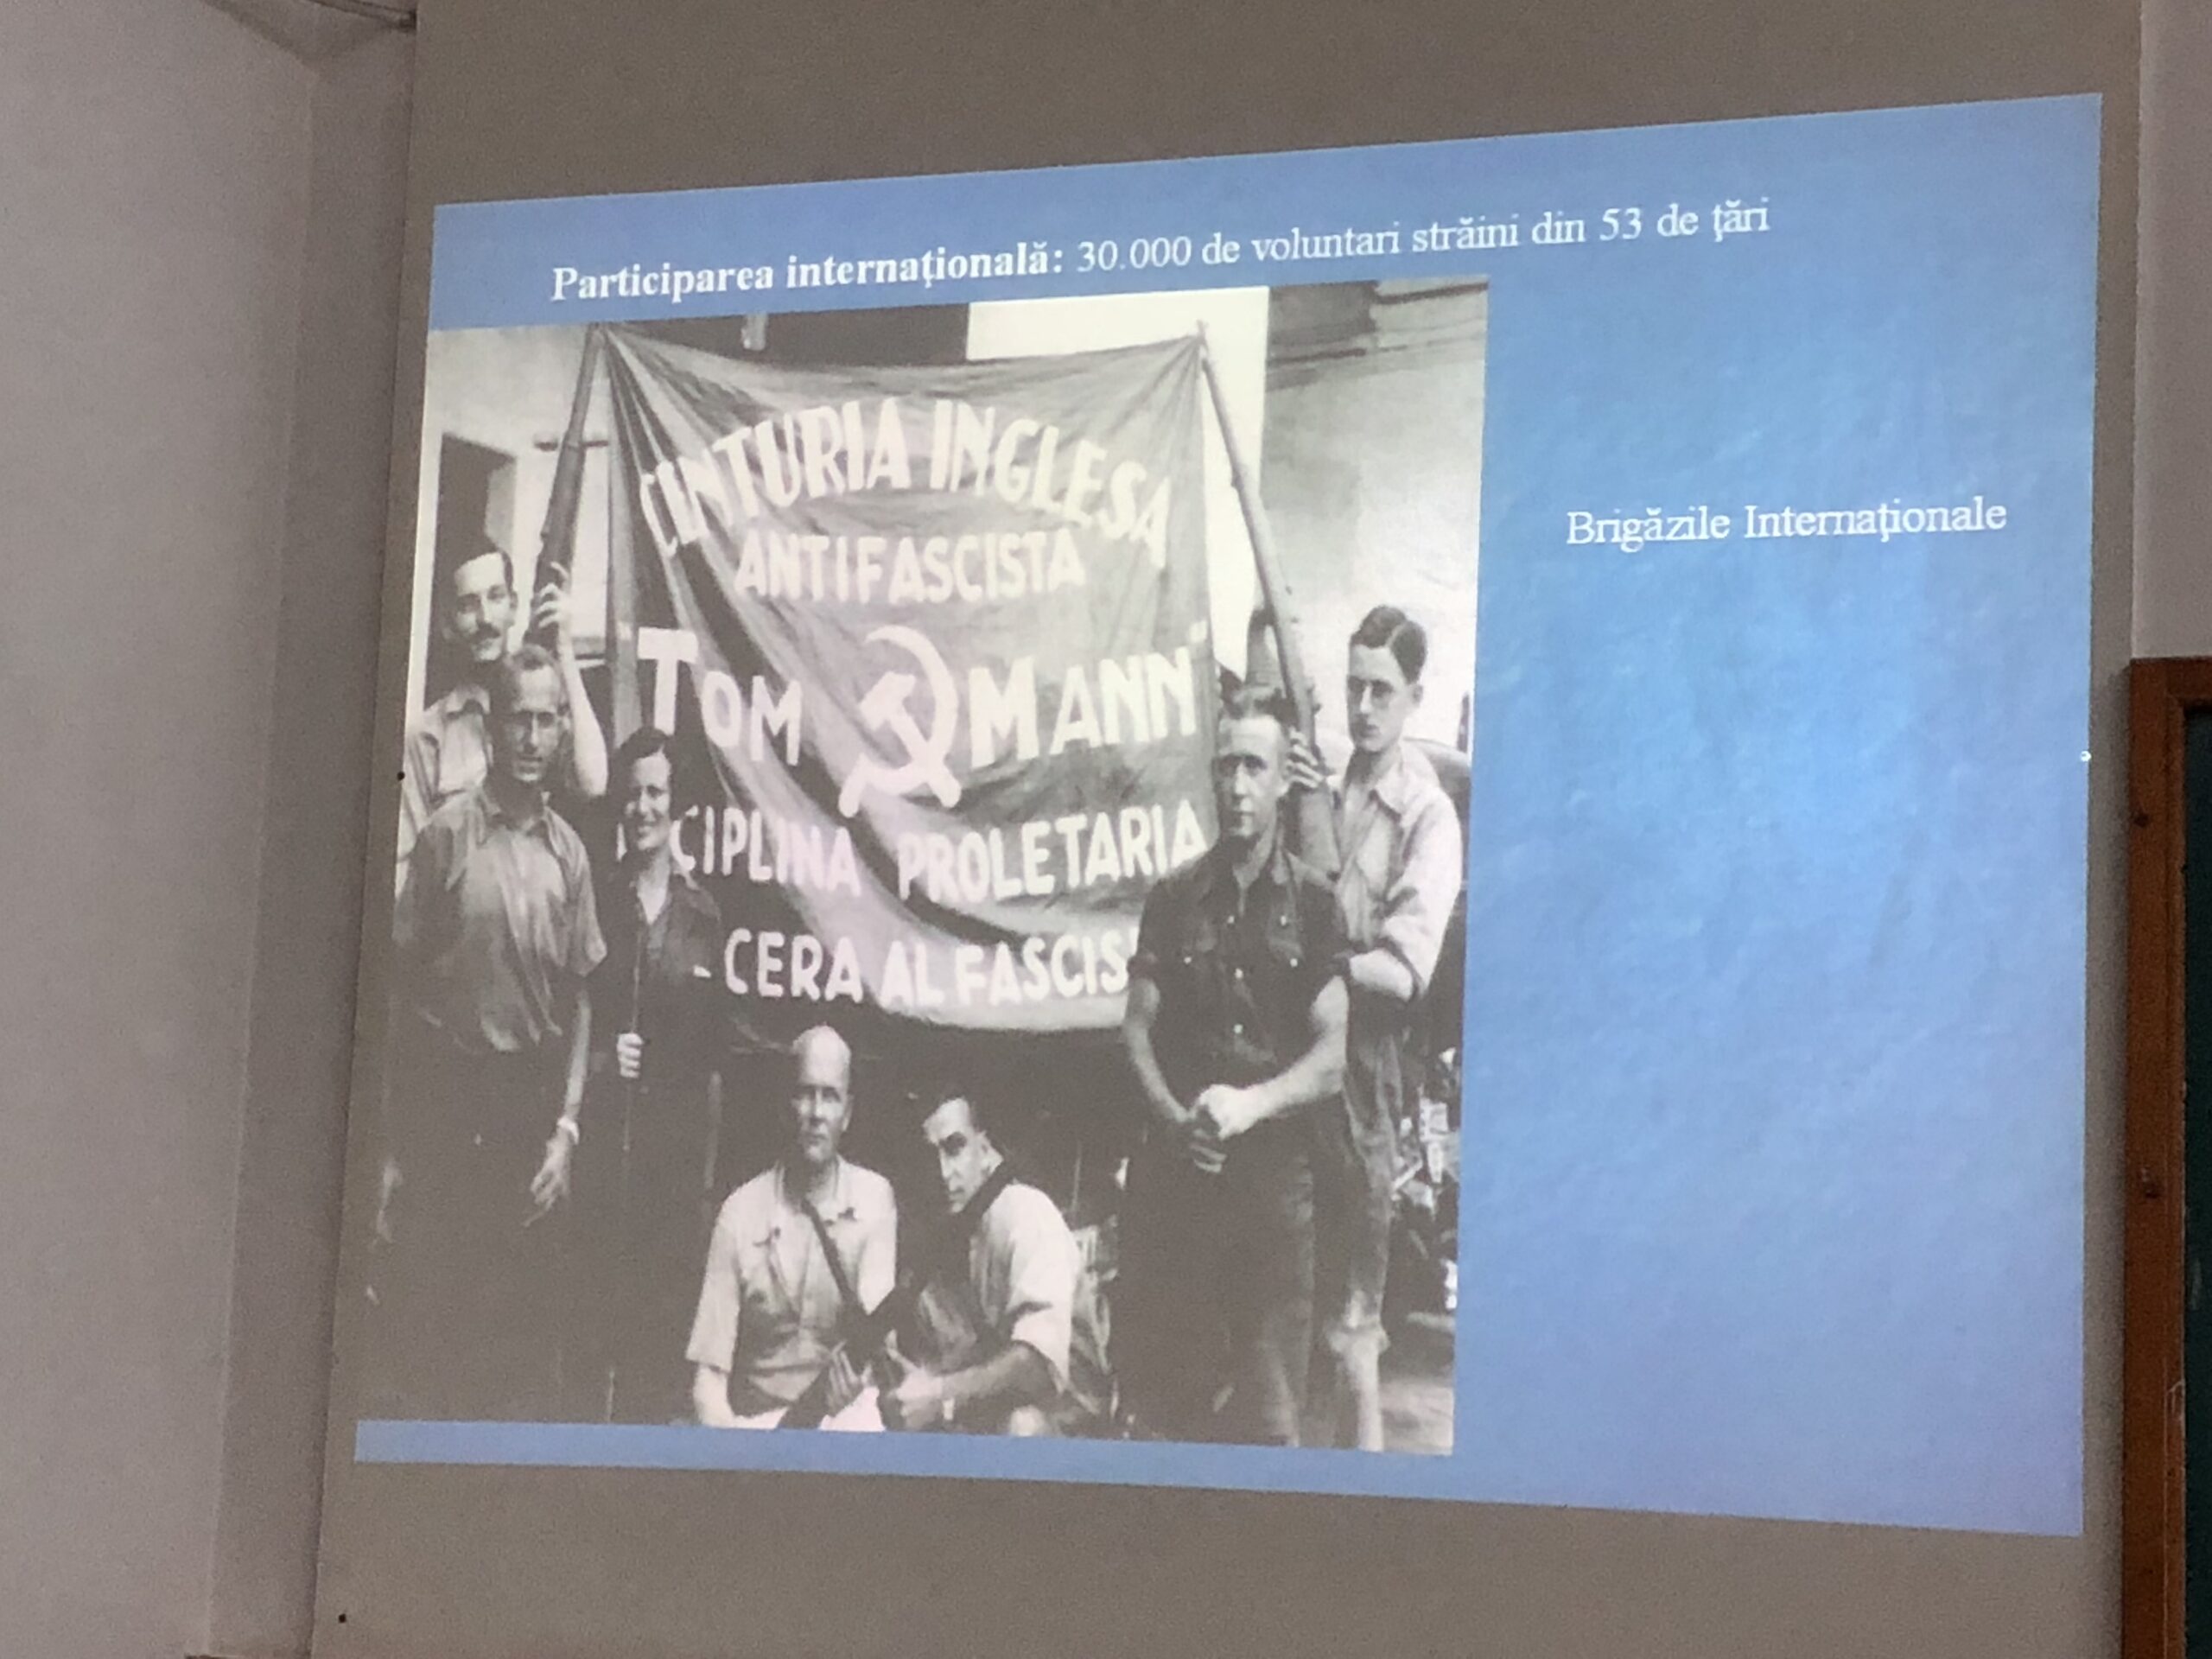 Participarea internaţională: 30.000 de voluntari străini din 53 de ţări
CENTURIA INGLESA
ANTIFASCISTA
"TOM MANN"
CIPLINA PROLETARIA
CERA AL FASCIS
Brigăzile Internaţionale